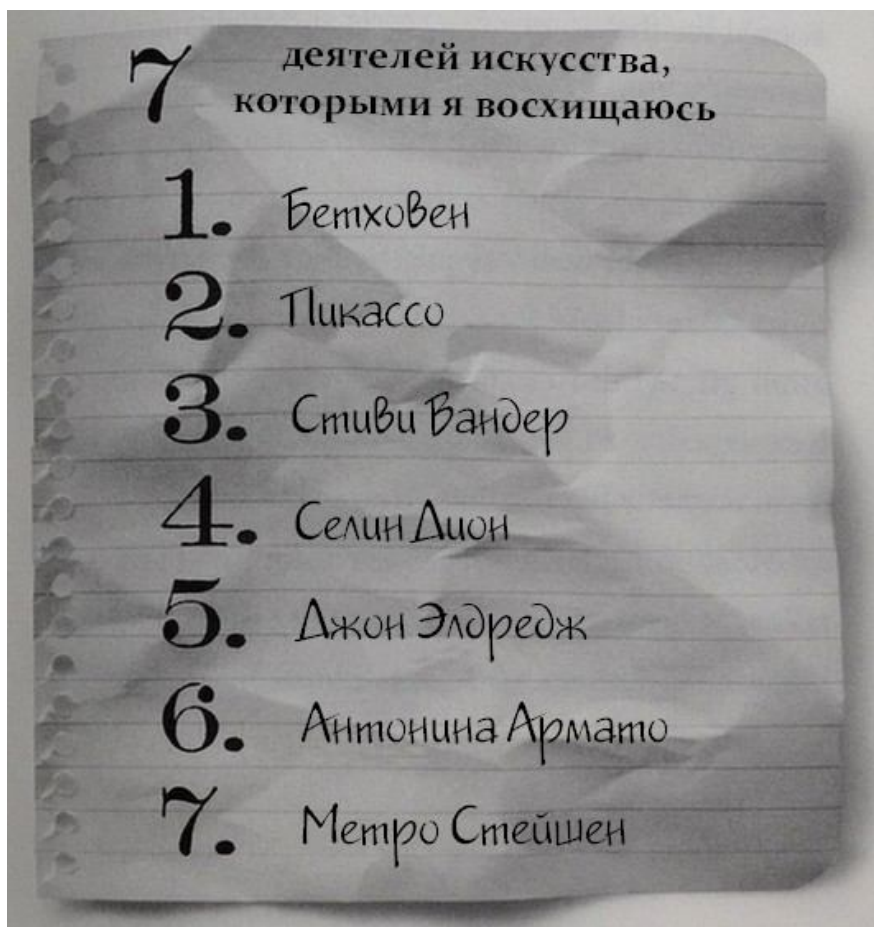 7 деятелей искусства,
которыми я восхищаюсь
1. Бетховен
2. Пикассо
3. Стиви Вандер
4. Селин Дион
5. Джон Элдредж
6. Антонина Армато
7. Метро Стейшен